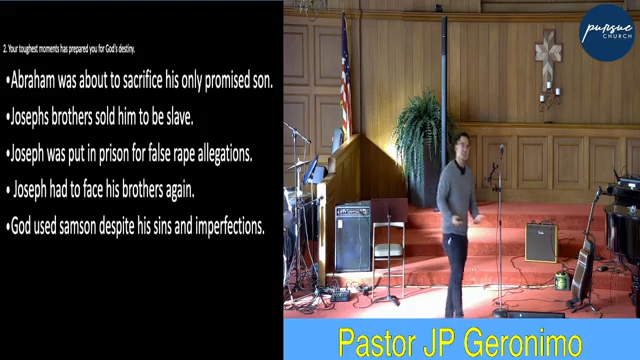 2. Your toughest moments has prepared you for God's destiny.
•Abraham was about to sacrifice his only promised son.
•Josephs brothers sold him to be slave.
•Joseph was put in prison for false rape allegations.
• Joseph had to face his brothers again.
•God used samson despite his sins and imperfections.
pursue
CHURCH
Pastor JP Geronimo